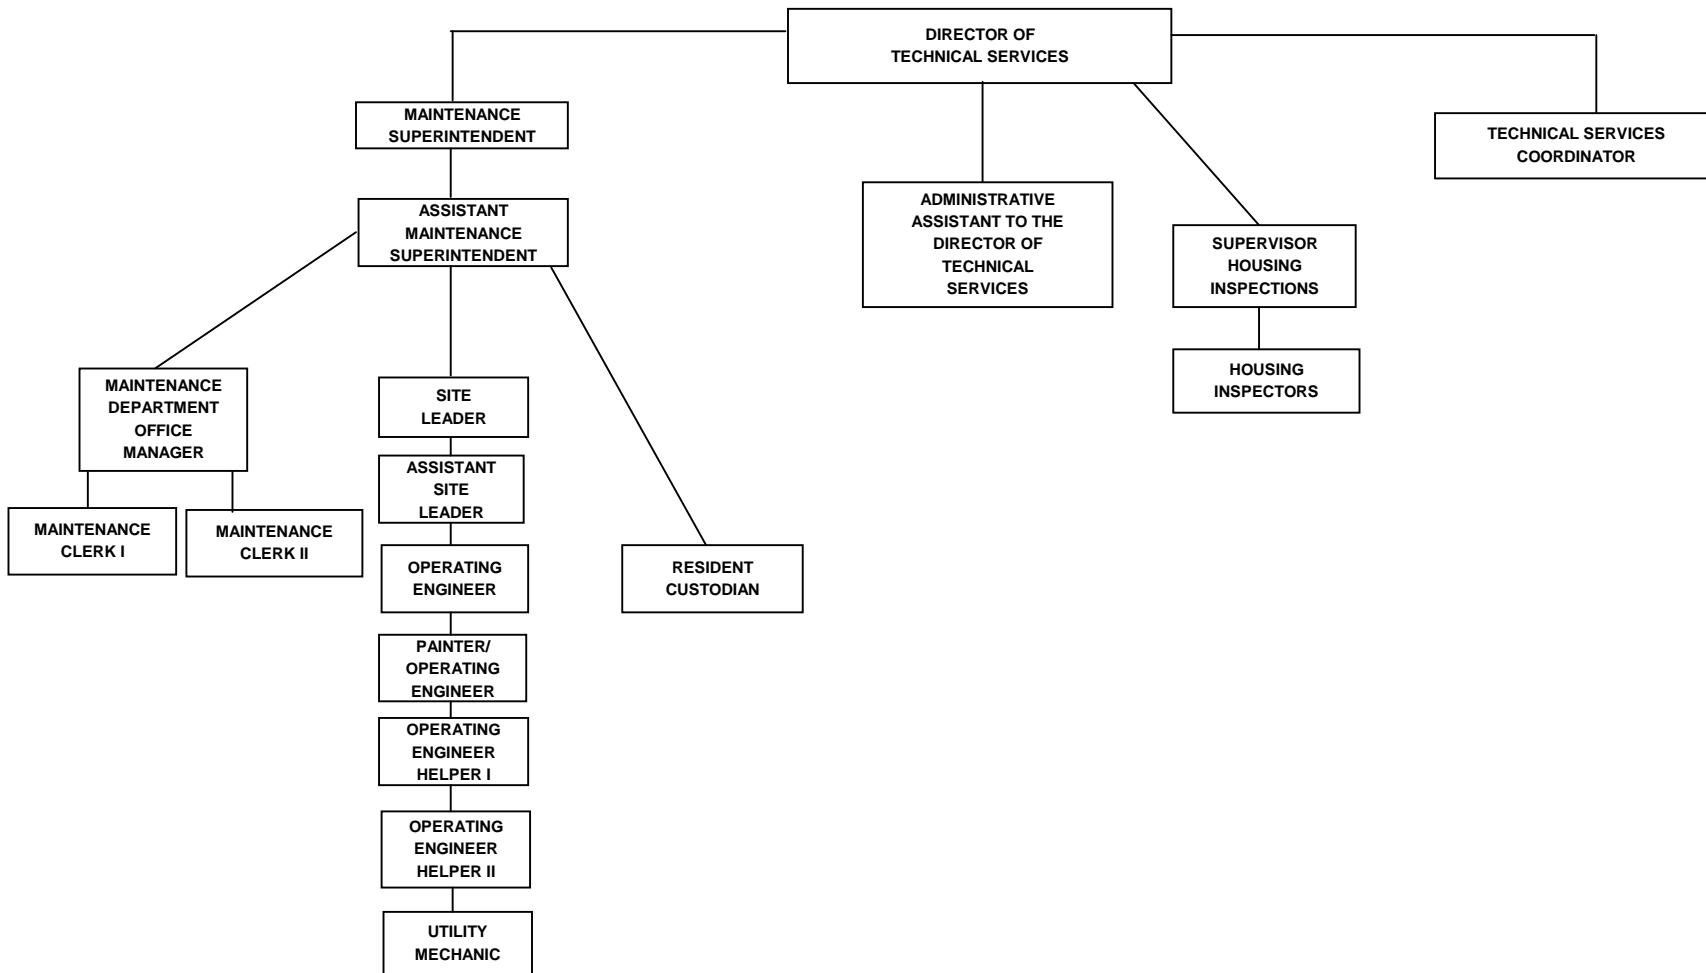 DIRECTOR OF
TECHNICAL SERVICES
MAINTENANCE
SUPERINTENDENT
TECHNICAL SERVICES
COORDINATOR
ASSISTANT
MAINTENANCE
SUPERINTENDENT
ADMINISTRATIVE
ASSISTANT TO THE
DIRECTOR OF
TECHNICAL
SERVICES
SUPERVISOR
HOUSING
INSPECTIONS
HOUSING
INSPECTORS
MAINTENANCE
DEPARTMENT
OFFICE
MANAGER
SITE
LEADER
ASSISTANT
SITE
LEADER
MAINTENANCE
CLERK I
MAINTENANCE
CLERK II
OPERATING
ENGINEER
RESIDENT
CUSTODIAN
PAINTER/
OPERATING
ENGINEER
OPERATING
ENGINEER
HELPER I
OPERATING
ENGINEER
HELPER II
UTILITY
MECHANIC